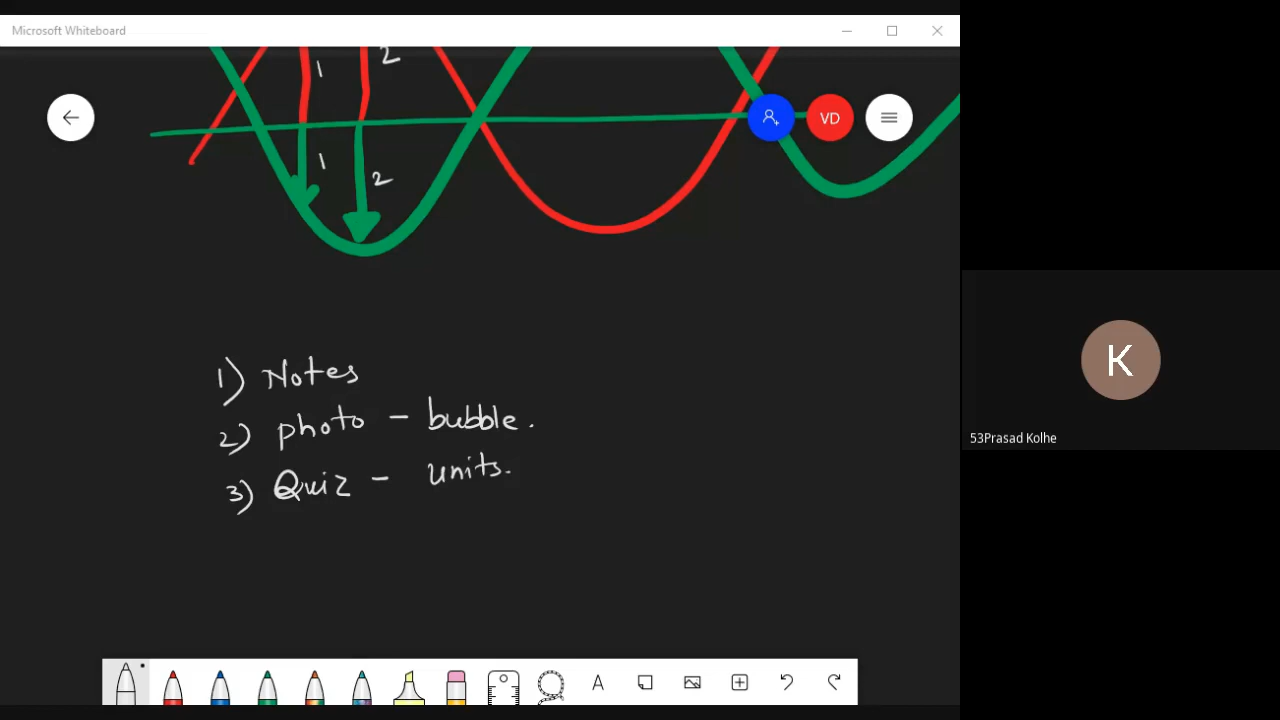 Microsoft Whiteboard
1
2
VD
1
2
K
53Prasad Kolhe
1) Notes
2) photo - bubble.
3) Quiz - units.
A